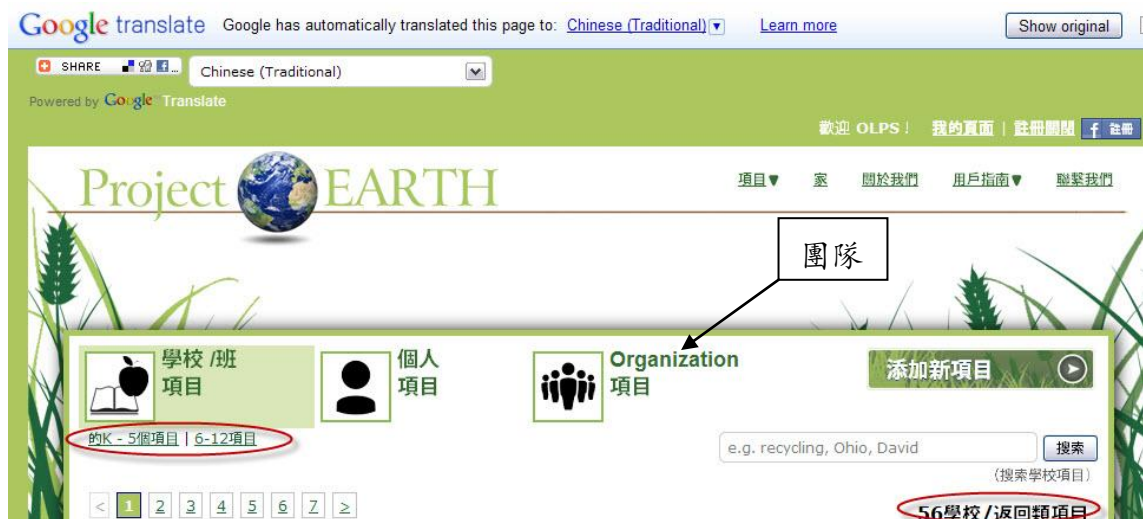 Google translate Google has automatically translated this page to: Chinese (Traditional) Learn more Show original
SHARE Chinese (Traditional)
Powered by Google Translate
歡迎 OLPS! 我的頁面 | 註冊關閉 f 註冊
Project EARTH 項目▼ 家 關於我們 用戶指南▼ 聯繫我們
團隊
學校 /班 個人 Organization
項目 項目 項目 添加新項目
的K - 5個項目 | 6-12項目
e.g. recycling, Ohio, David 搜索
(搜索學校項目)
< 1 2 3 4 5 6 7 >
56學校/返回類項目